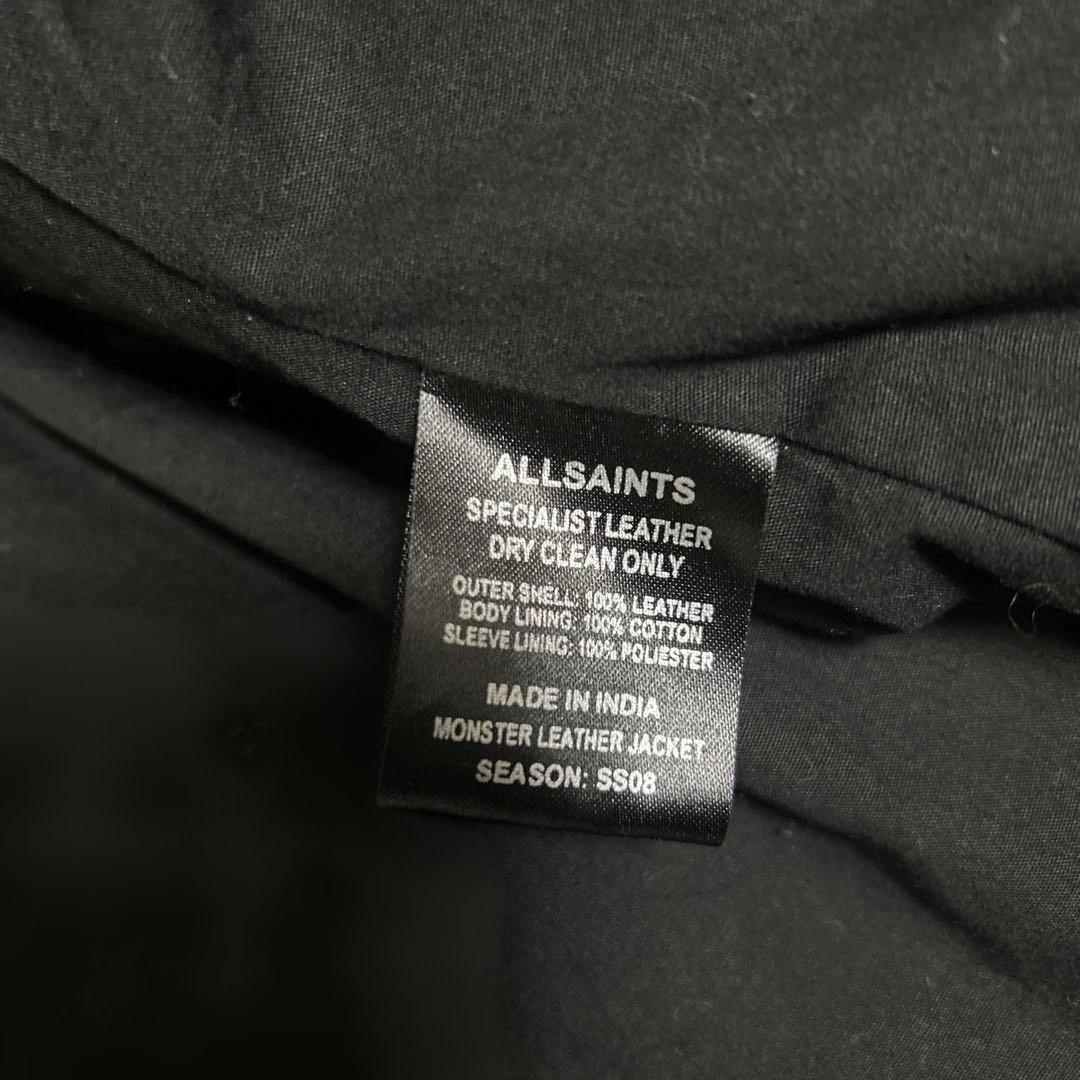 ALLSAINTS
SPECIALIST LEATHER
DRY CLEAN ONLY
OUTER SHELL: 100% LEATHER
BODY LINING: 100% COTTON
SLEEVE LINING: 100% POLIESTER
MADE IN INDIA
MONSTER LEATHER JACKET
SEASON: SS08